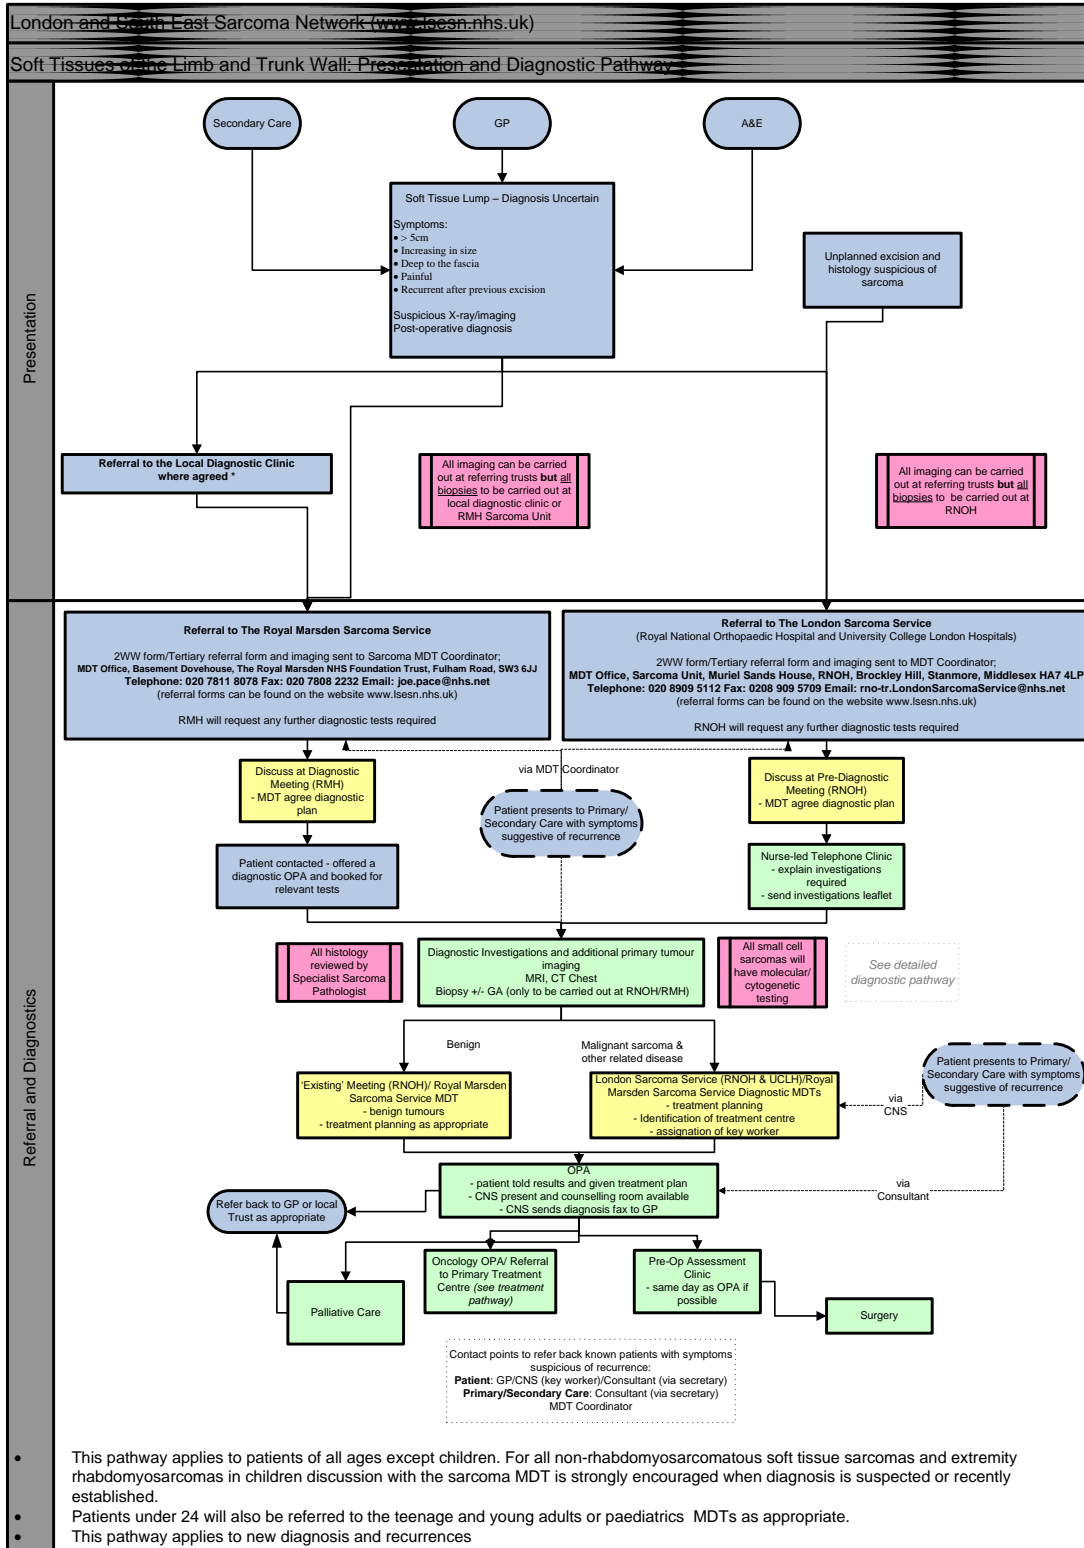 London and South East Sarcoma Network (www.lsesn.nhs.uk)
Soft Tissues of the Limb and Trunk Wall: Presentation and Diagnostic Pathway
Presentation
Secondary Care
GP
A&E
Soft Tissue Lump – Diagnosis Uncertain
Symptoms:
• > 5cm
• Increasing in size
• Deep to the fascia
• Painful
• Recurrent after previous excision
Suspicious X-ray/imaging
Post-operative diagnosis
Unplanned excision and
histology suspicious of
sarcoma
Referral to the Local Diagnostic Clinic
where agreed *
All imaging can be carried
out at referring trusts but all
biopsies to be carried out at
local diagnostic clinic or
RMH Sarcoma Unit
All imaging can be carried
out at referring trusts but all
biopsies to be carried out at
RNOH
Referral and Diagnostics
Referral to The Royal Marsden Sarcoma Service
2WW form/Tertiary referral form and imaging sent to Sarcoma MDT Coordinator;
MDT Office, Basement Dovehouse, The Royal Marsden NHS Foundation Trust, Fulham Road, SW3 6JJ
Telephone: 020 7811 8078 Fax: 020 7808 2232 Email: joe.pace@nhs.net
(referral forms can be found on the website www.lsesn.nhs.uk)
RMH will request any further diagnostic tests required
Referral to The London Sarcoma Service
(Royal National Orthopaedic Hospital and University College London Hospitals)
2WW form/Tertiary referral form and imaging sent to MDT Coordinator;
MDT Office, Sarcoma Unit, Muriel Sands House, RNOH, Brockley Hill, Stanmore, Middlesex HA7 4LP
Telephone: 020 8909 5112 Fax: 0208 909 5709 Email: rno-tr.LondonSarcomaService@nhs.net
(referral forms can be found on the website www.lsesn.nhs.uk)
RNOH will request any further diagnostic tests required
Discuss at Diagnostic
Meeting (RMH)
- MDT agree diagnostic
plan
via MDT Coordinator
Discuss at Pre-Diagnostic
Meeting (RNOH)
- MDT agree diagnostic plan
Patient presents to Primary/
Secondary Care with symptoms
suggestive of recurrence
Patient contacted - offered a
diagnostic OPA and booked for
relevant tests
Nurse-led Telephone Clinic
- explain investigations
required
- send investigations leaflet
All histology
reviewed by
Specialist Sarcoma
Pathologist
Diagnostic Investigations and additional primary tumour
imaging
MRI, CT Chest
Biopsy +/- GA (only to be carried out at RNOH/RMH)
All small cell
sarcomas will
have molecular/
cytogenetic
testing
See detailed
diagnostic pathway
Benign
Malignant sarcoma &
other related disease
Patient presents to Primary/
Secondary Care with symptoms
suggestive of recurrence
'Existing' Meeting (RNOH)/ Royal Marsden
Sarcoma Service MDT
- benign tumours
- treatment planning as appropriate
London Sarcoma Service (RNOH & UCLH)/Royal
Marsden Sarcoma Service Diagnostic MDTs
- treatment planning
- Identification of treatment centre
- assignation of key worker
via
CNS
OPA
- patient told results and given treatment plan
- CNS present and counselling room available
- CNS sends diagnosis fax to GP
via
Consultant
Refer back to GP or local
Trust as appropriate
Oncology OPA/ Referral
to Primary Treatment
Centre (see treatment
pathway)
Pre-Op Assessment
Clinic
- same day as OPA if
possible
Palliative Care
Surgery
Contact points to refer back known patients with symptoms
suspicious of recurrence:
Patient: GP/CNS (key worker)/Consultant (via secretary)
Primary/Secondary Care: Consultant (via secretary)
MDT Coordinator
• This pathway applies to patients of all ages except children. For all non-rhabdomyosarcomatous soft tissue sarcomas and extremity
rhabdomyosarcomas in children discussion with the sarcoma MDT is strongly encouraged when diagnosis is suspected or recently
established.
• Patients under 24 will also be referred to the teenage and young adults or paediatrics MDTs as appropriate.
• This pathway applies to new diagnosis and recurrences